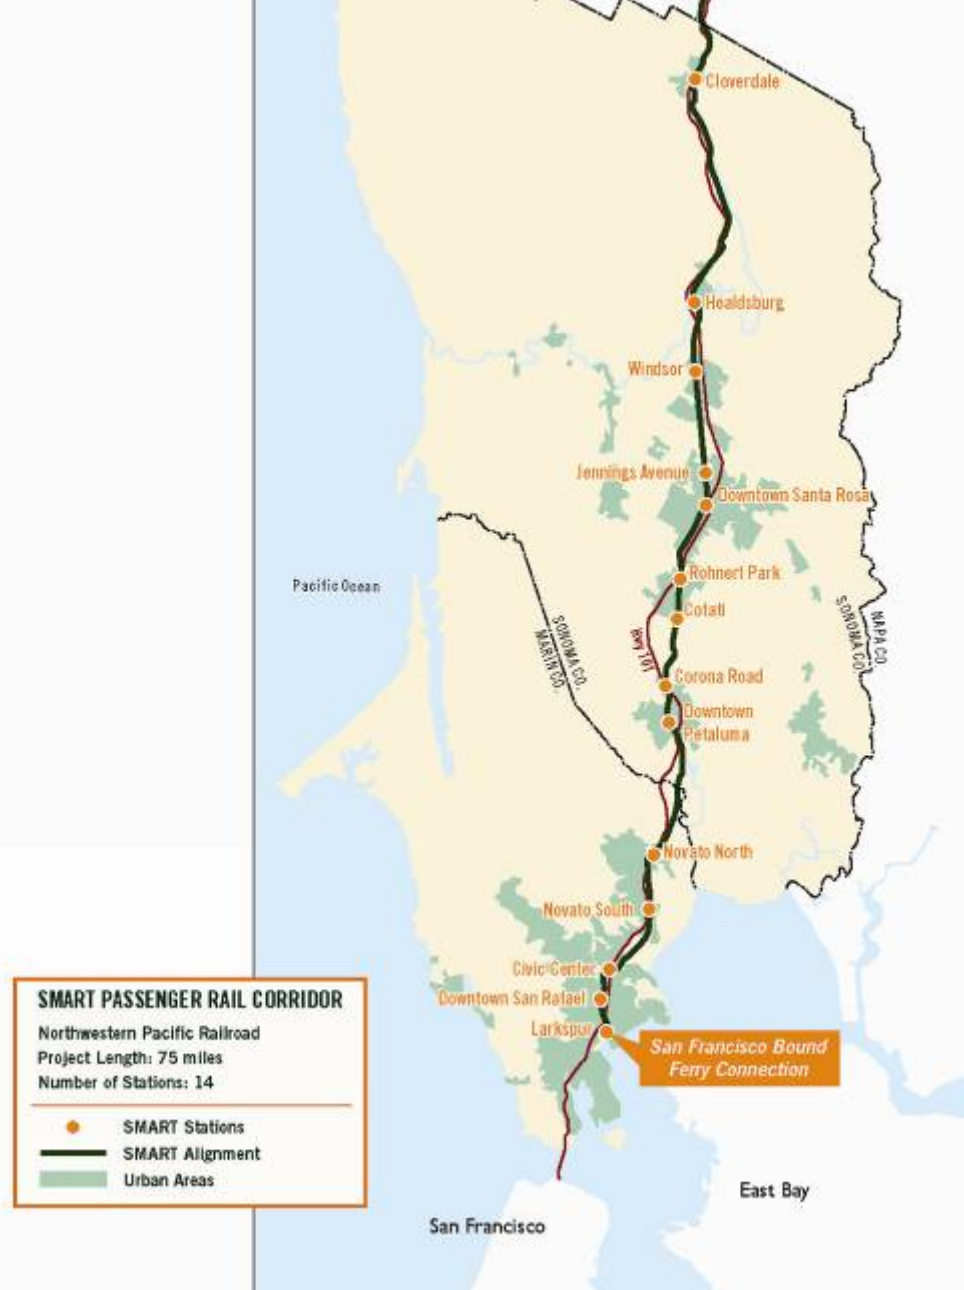 Cloverdale
Healdsburg
Windsor
Jennings Avenue
Downtown Santa Rosa
Pacific Ocean
Rohnert Park
Cotati
SONOMA CO.
MARIN CO.
Hwy 101
NAPA CO.
SONOMA CO.
Corona Road
Downtown
Petaluma
Novato North
Novato South
Civic Center
Downtown San Rafael
Larkspur
San Francisco Bound
Ferry Connection
SMART PASSENGER RAIL CORRIDOR
Northwestern Pacific Railroad
Project Length: 75 miles
Number of Stations: 14
SMART Stations
SMART Alignment
Urban Areas
East Bay
San Francisco